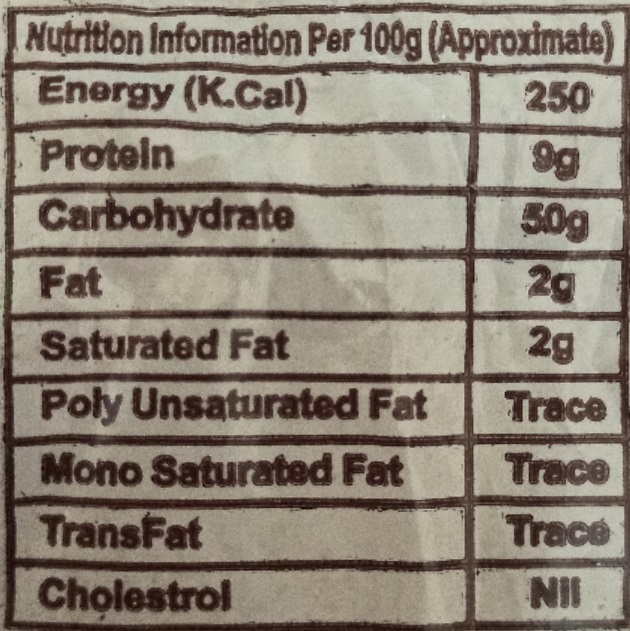 Nutrition Information Per 100g (Approximate)
Energy (K.Cal) 250
Protein 9g
Carbohydrate 50g
Fat 2g
Saturated Fat 2g
Poly Unsaturated Fat Trace
Mono Saturated Fat Trace
TransFat Trace
Cholestrol Nil